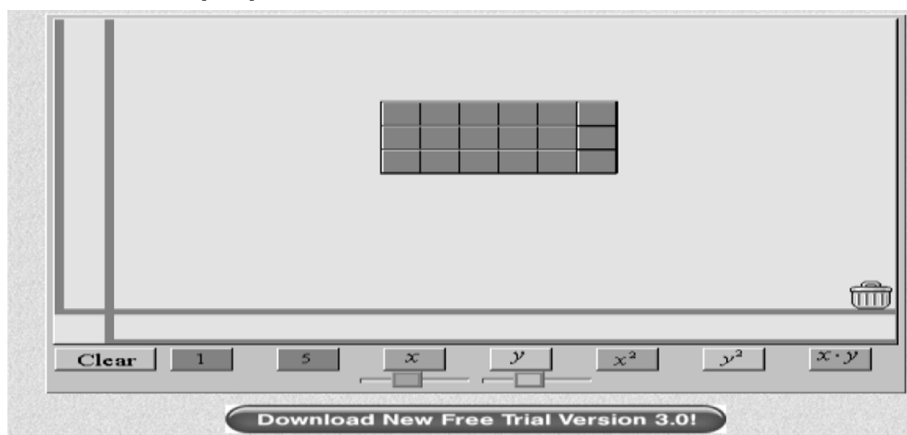 Clear 1 5 x y x² y² x · y
Download New Free Trial Version 3.0!